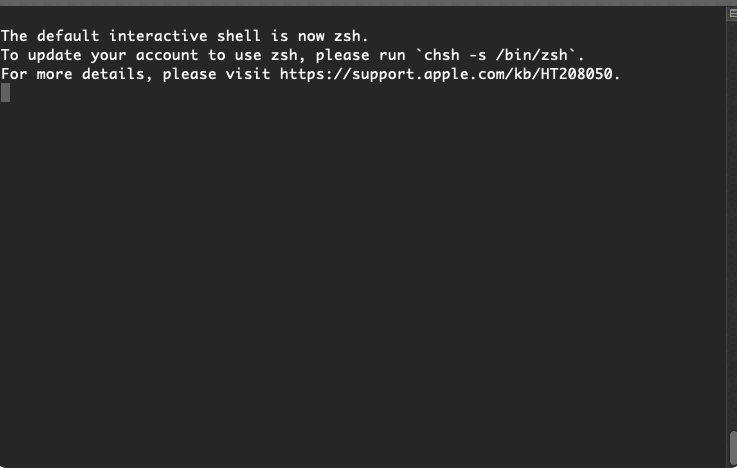 The default interactive shell is now zsh.
To update your account to use zsh, please run `chsh -s /bin/zsh`.
For more details, please visit https://support.apple.com/kb/HT208050.